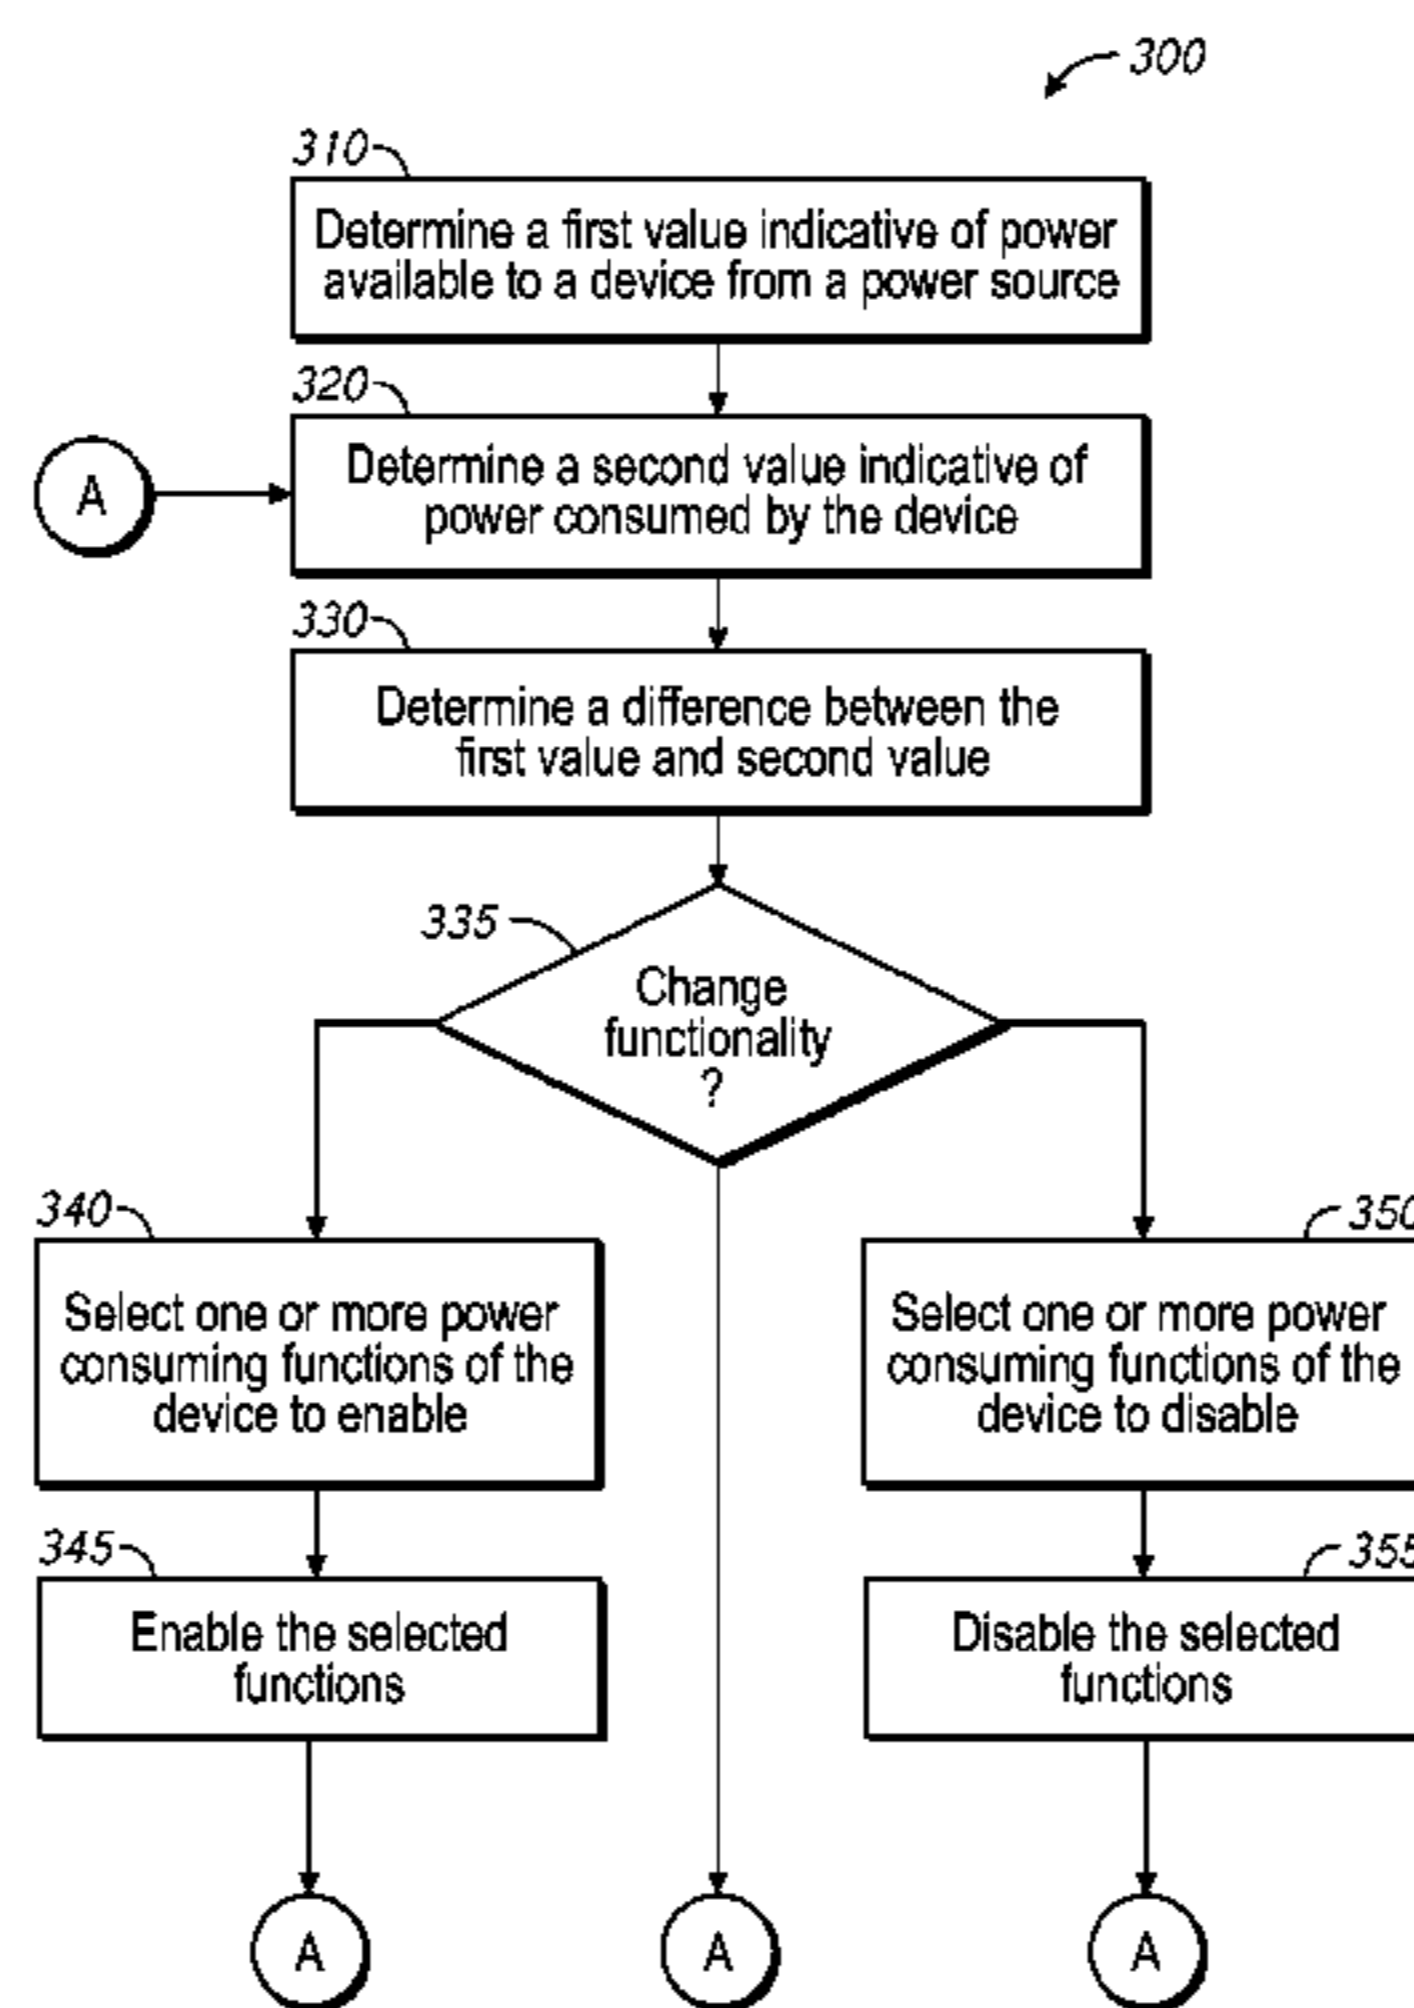 300
310
Determine a first value indicative of power
available to a device from a power source
320
A
Determine a second value indicative of
power consumed by the device
330
Determine a difference between the
first value and second value
335
Change
functionality
?
340
Select one or more power
consuming functions of the
device to enable
350
Select one or more power
consuming functions of the
device to disable
345
Enable the selected
functions
355
Disable the selected
functions
A
A
A